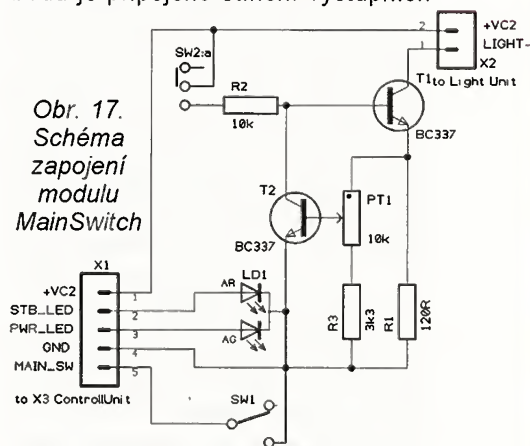 +VC2
LIGHT-
2
1
X2
to Light Unit
SW2:a
R2
10k
T1
BC337
Obr. 17.
Schéma
zapojení
modulu
MainSwitch
T2
BC337
PT1
10k
X1
+VC2
STB_LED
PWR_LED
GND
MAIN_SW
1
2
3
4
5
AR
AG
LD1
R3
3k3
R1
120R
SW1
to X3 ControllUnit